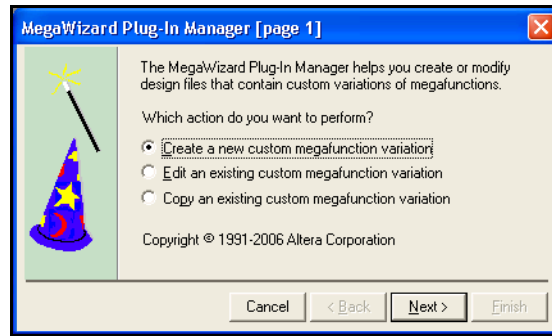 MegaWizard Plug-In Manager [page 1]
The MegaWizard Plug-In Manager helps you create or modify
design files that contain custom variations of megafunctions.
Which action do you want to perform?
Create a new custom megafunction variation
Edit an existing custom megafunction variation
Copy an existing custom megafunction variation
Copyright © 1991-2006 Altera Corporation
Cancel < Back Next > Finish